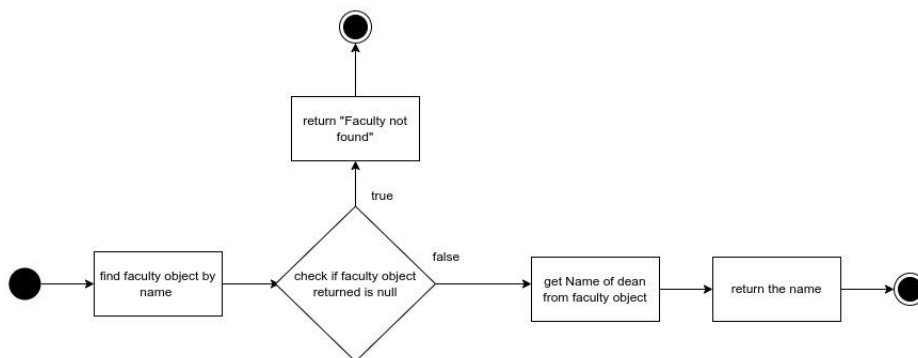 return "Faculty not
found"
true
false
find faculty object by
name
check if faculty object
returned is null
get Name of dean
from faculty object
return the name